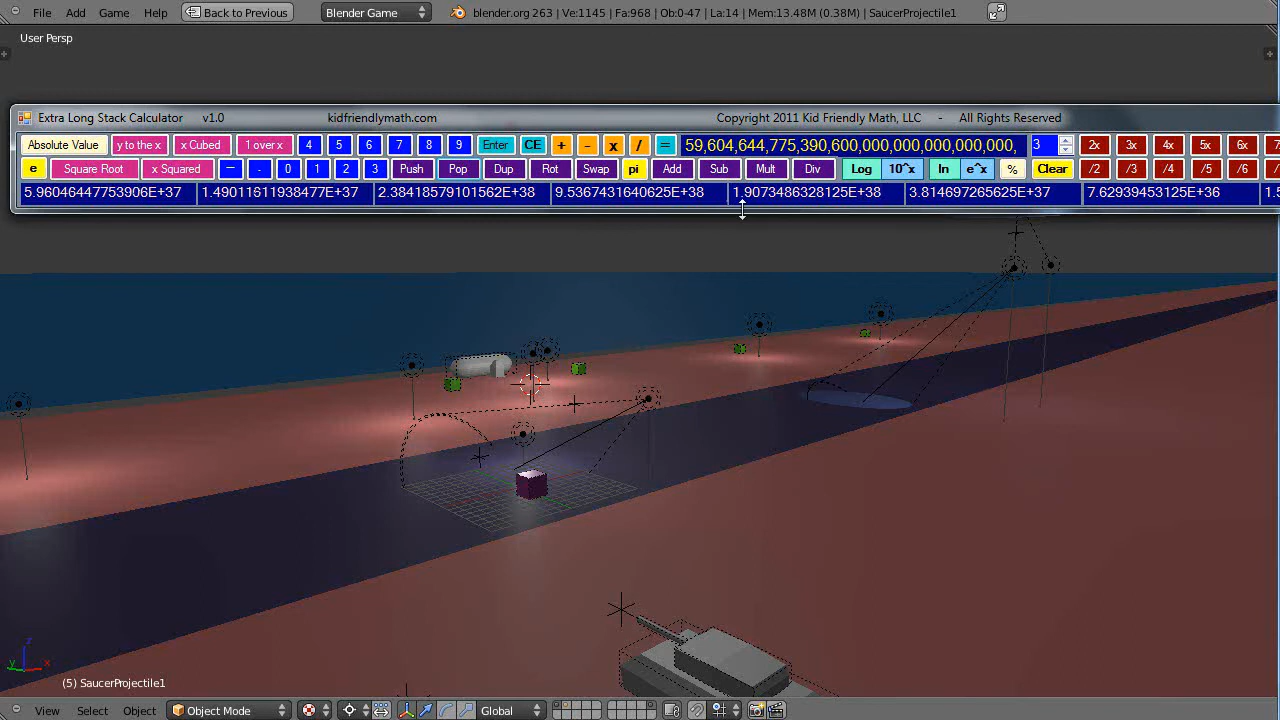 File Add Game Help Back to Previous Blender Game blender.org 263 | Ve:1145 | Fa:968 | Ob:0-47 | La:14 | Mem:13.48M (0.38M) | SaucerProjectile1
User Persp
Extra Long Stack Calculator v1.0 kidfriendlymath.com Copyright 2011 Kid Friendly Math, LLC - All Rights Reserved
Absolute Value y to the x x Cubed 1 over x 4 5 6 7 8 9 Enter CE + - x / = 59,604,644,775,390,600,000,000,000,000,000, 3 2x 3x 4x 5x 6x
e Square Root x Squared — . 0 1 2 3 Push Pop Dup Rot Swap pi Add Sub Mult Div Log 10^x ln e^x % Clear /2 /3 /4 /5 /6
5.96046447753906E+37 1.49011611938477E+37 2.38418579101562E+38 9.5367431640625E+38 1.9073486328125E+38 3.814697265625E+37 7.62939453125E+36 1.5
z
y x
(5) SaucerProjectile1
View Select Object Object Mode Global